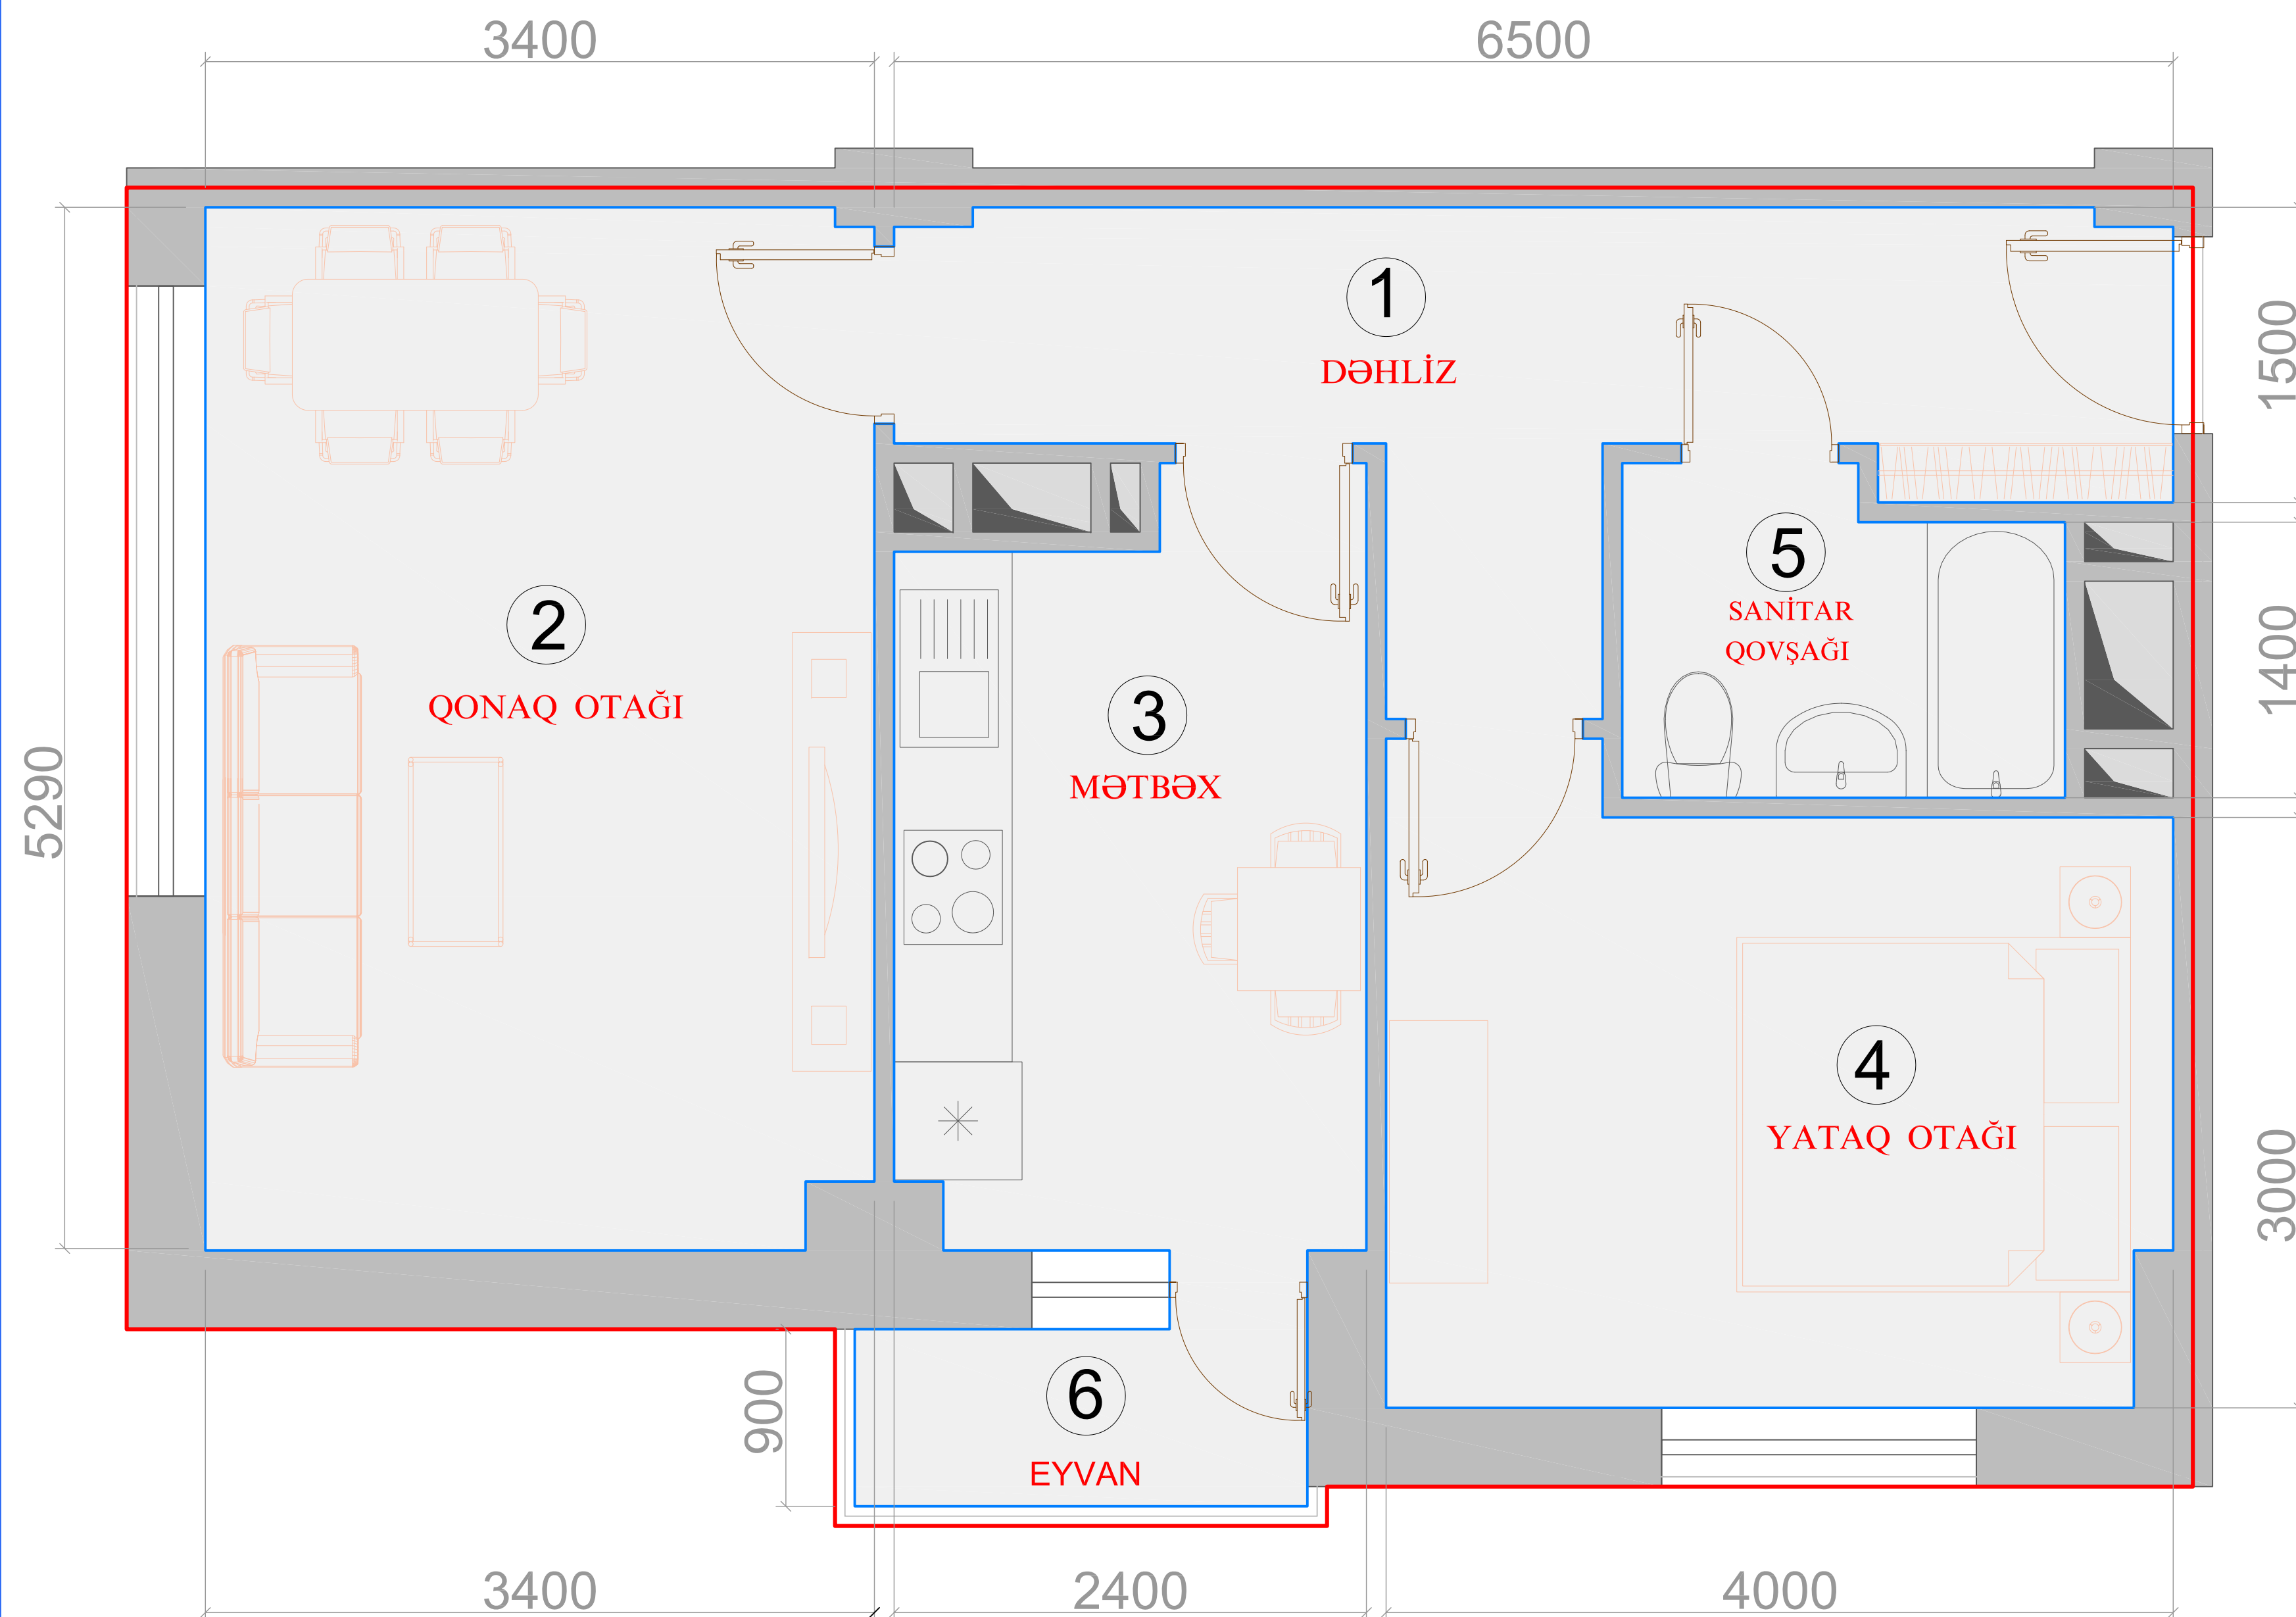 3400
6500
1
DƏHLİZ
1500
2
QONAQ OTAĞI
5
SANİTAR
QOVŞAĞI
1400
3
MƏTBƏX
5290
4
YATAQ OTAĞI
3000
6
EYVAN
900
3400
2400
4000